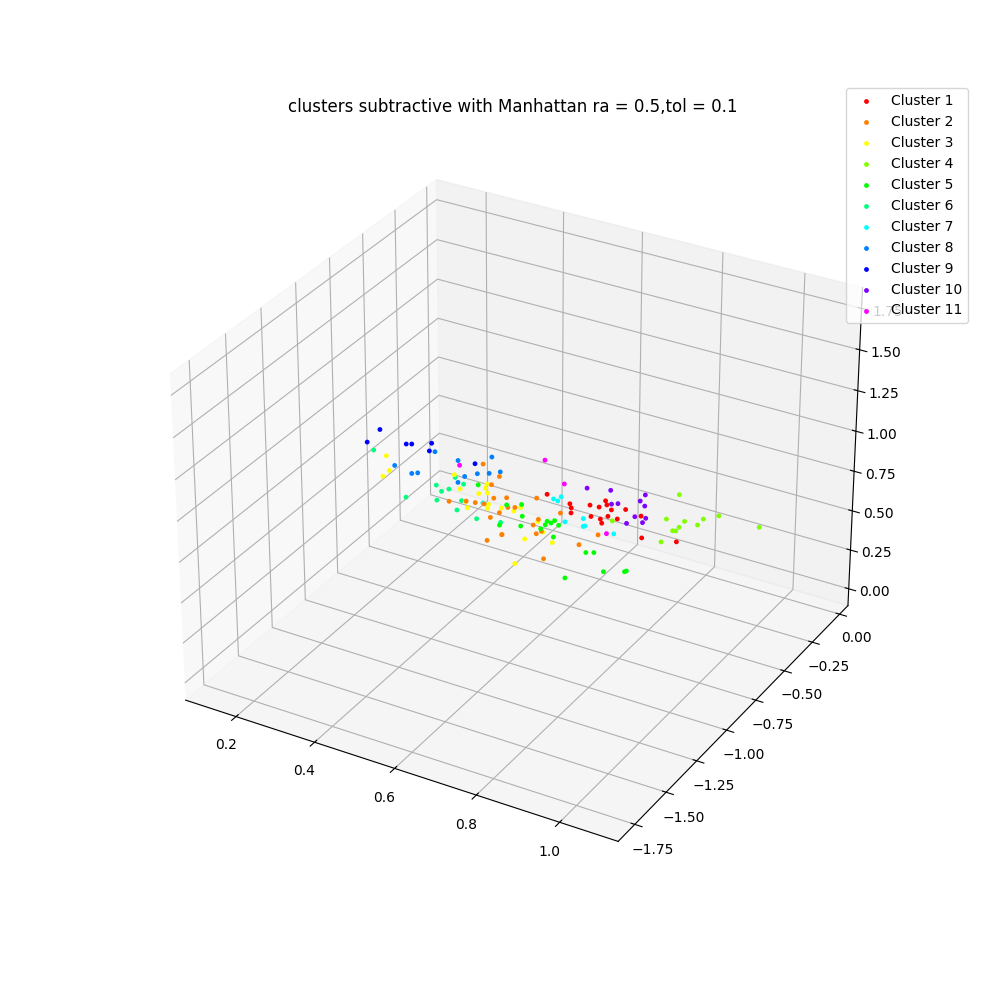 clusters subtractive with Manhattan ra = 0.5,tol = 0.1
Cluster 1
Cluster 2
Cluster 3
Cluster 4
Cluster 5
Cluster 6
Cluster 7
Cluster 8
Cluster 9
Cluster 10
Cluster 11
1.75
1.50
1.25
1.00
0.75
0.50
0.25
0.00
0.00
−0.25
−0.50
−0.75
−1.00
−1.25
−1.50
−1.75
0.2
0.4
0.6
0.8
1.0